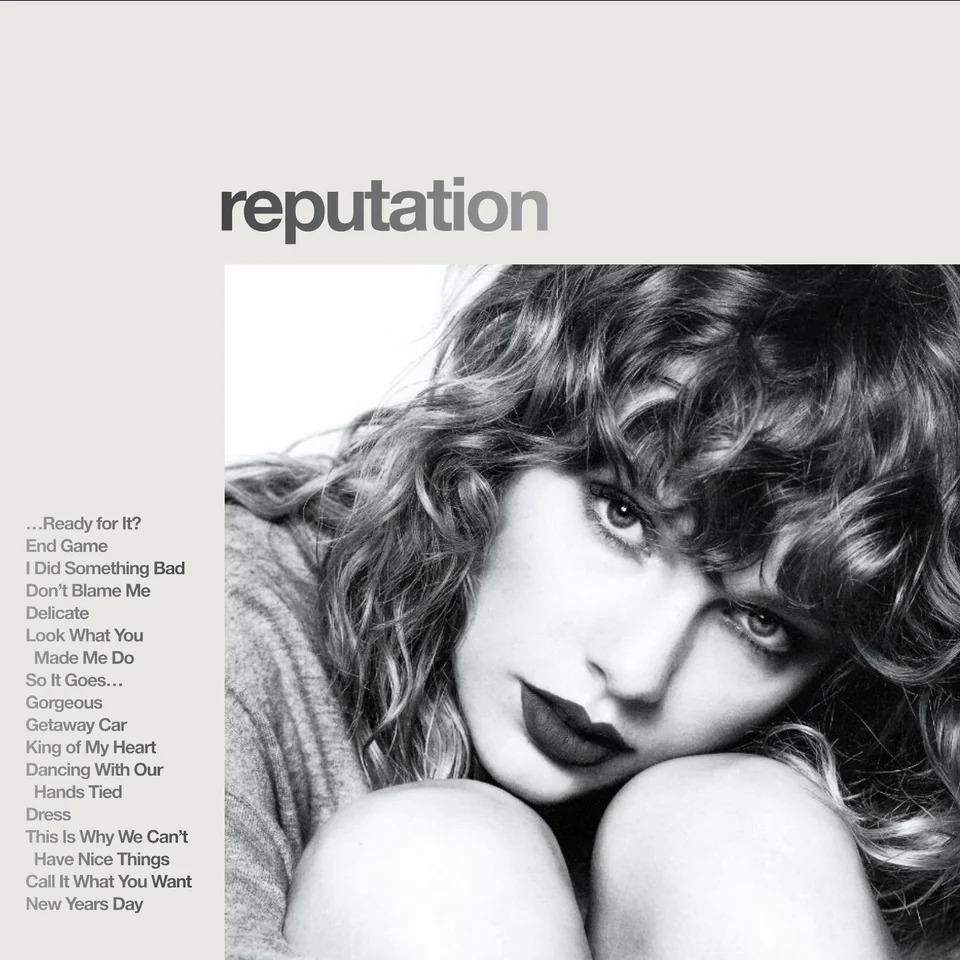 reputation
…Ready for It?
End Game
I Did Something Bad
Don’t Blame Me
Delicate
Look What You
Made Me Do
So It Goes…
Gorgeous
Getaway Car
King of My Heart
Dancing With Our
Hands Tied
Dress
This Is Why We Can’t
Have Nice Things
Call It What You Want
New Years Day